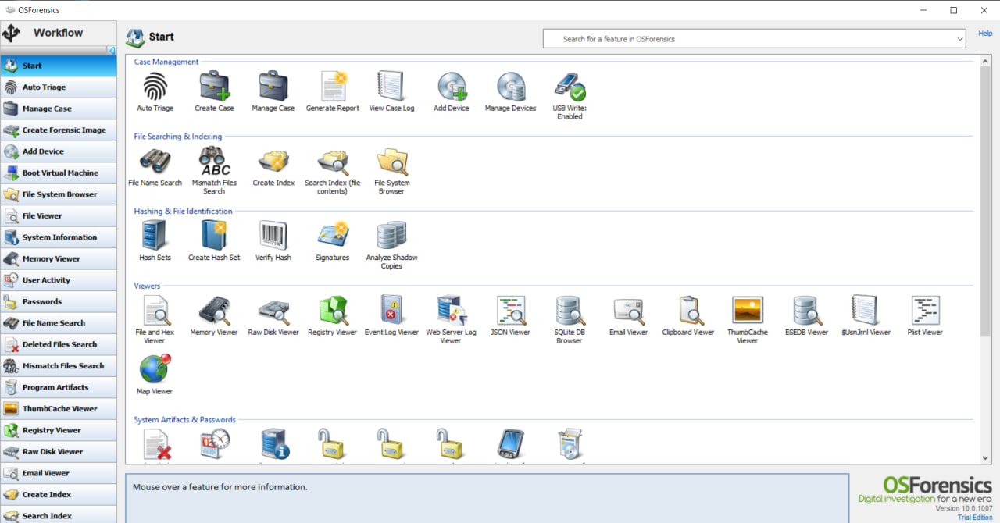 OSForensics
Workflow
Start
Auto Triage
Manage Case
Create Forensic Image
Add Device
Boot Virtual Machine
File System Browser
File Viewer
System Information
Memory Viewer
User Activity
Passwords
File Name Search
Deleted Files Search
Mismatch Files Search
Program Artifacts
ThumbCache Viewer
Registry Viewer
Raw Disk Viewer
Email Viewer
Create Index
Search Index
Start
Search for a feature in OSForensics
Help
Case Management
Auto Triage
Create Case
Manage Case
Generate Report
View Case Log
Add Device
Manage Devices
USB Write:
Enabled
File Searching & Indexing
File Name Search
ABC
Mismatch Files
Search
Create Index
Search Index (file
contents)
File System
Browser
Hashing & File Identification
Hash Sets
Create Hash Set
Verify Hash
Signatures
Analyze Shadow
Copies
Viewers
File and Hex
Viewer
Memory Viewer
Raw Disk Viewer
Registry Viewer
Event Log Viewer
Web Server Log
Viewer
JSON Viewer
SQLite DB
Browser
Email Viewer
Clipboard Viewer
ThumbCache
Viewer
ESEDB Viewer
$UsnJrnl Viewer
Plist Viewer
Map Viewer
System Artifacts & Passwords
Mouse over a feature for more information.
OSForensics
Digital investigation for a new era
Version 10.0.1007
Trial Edition